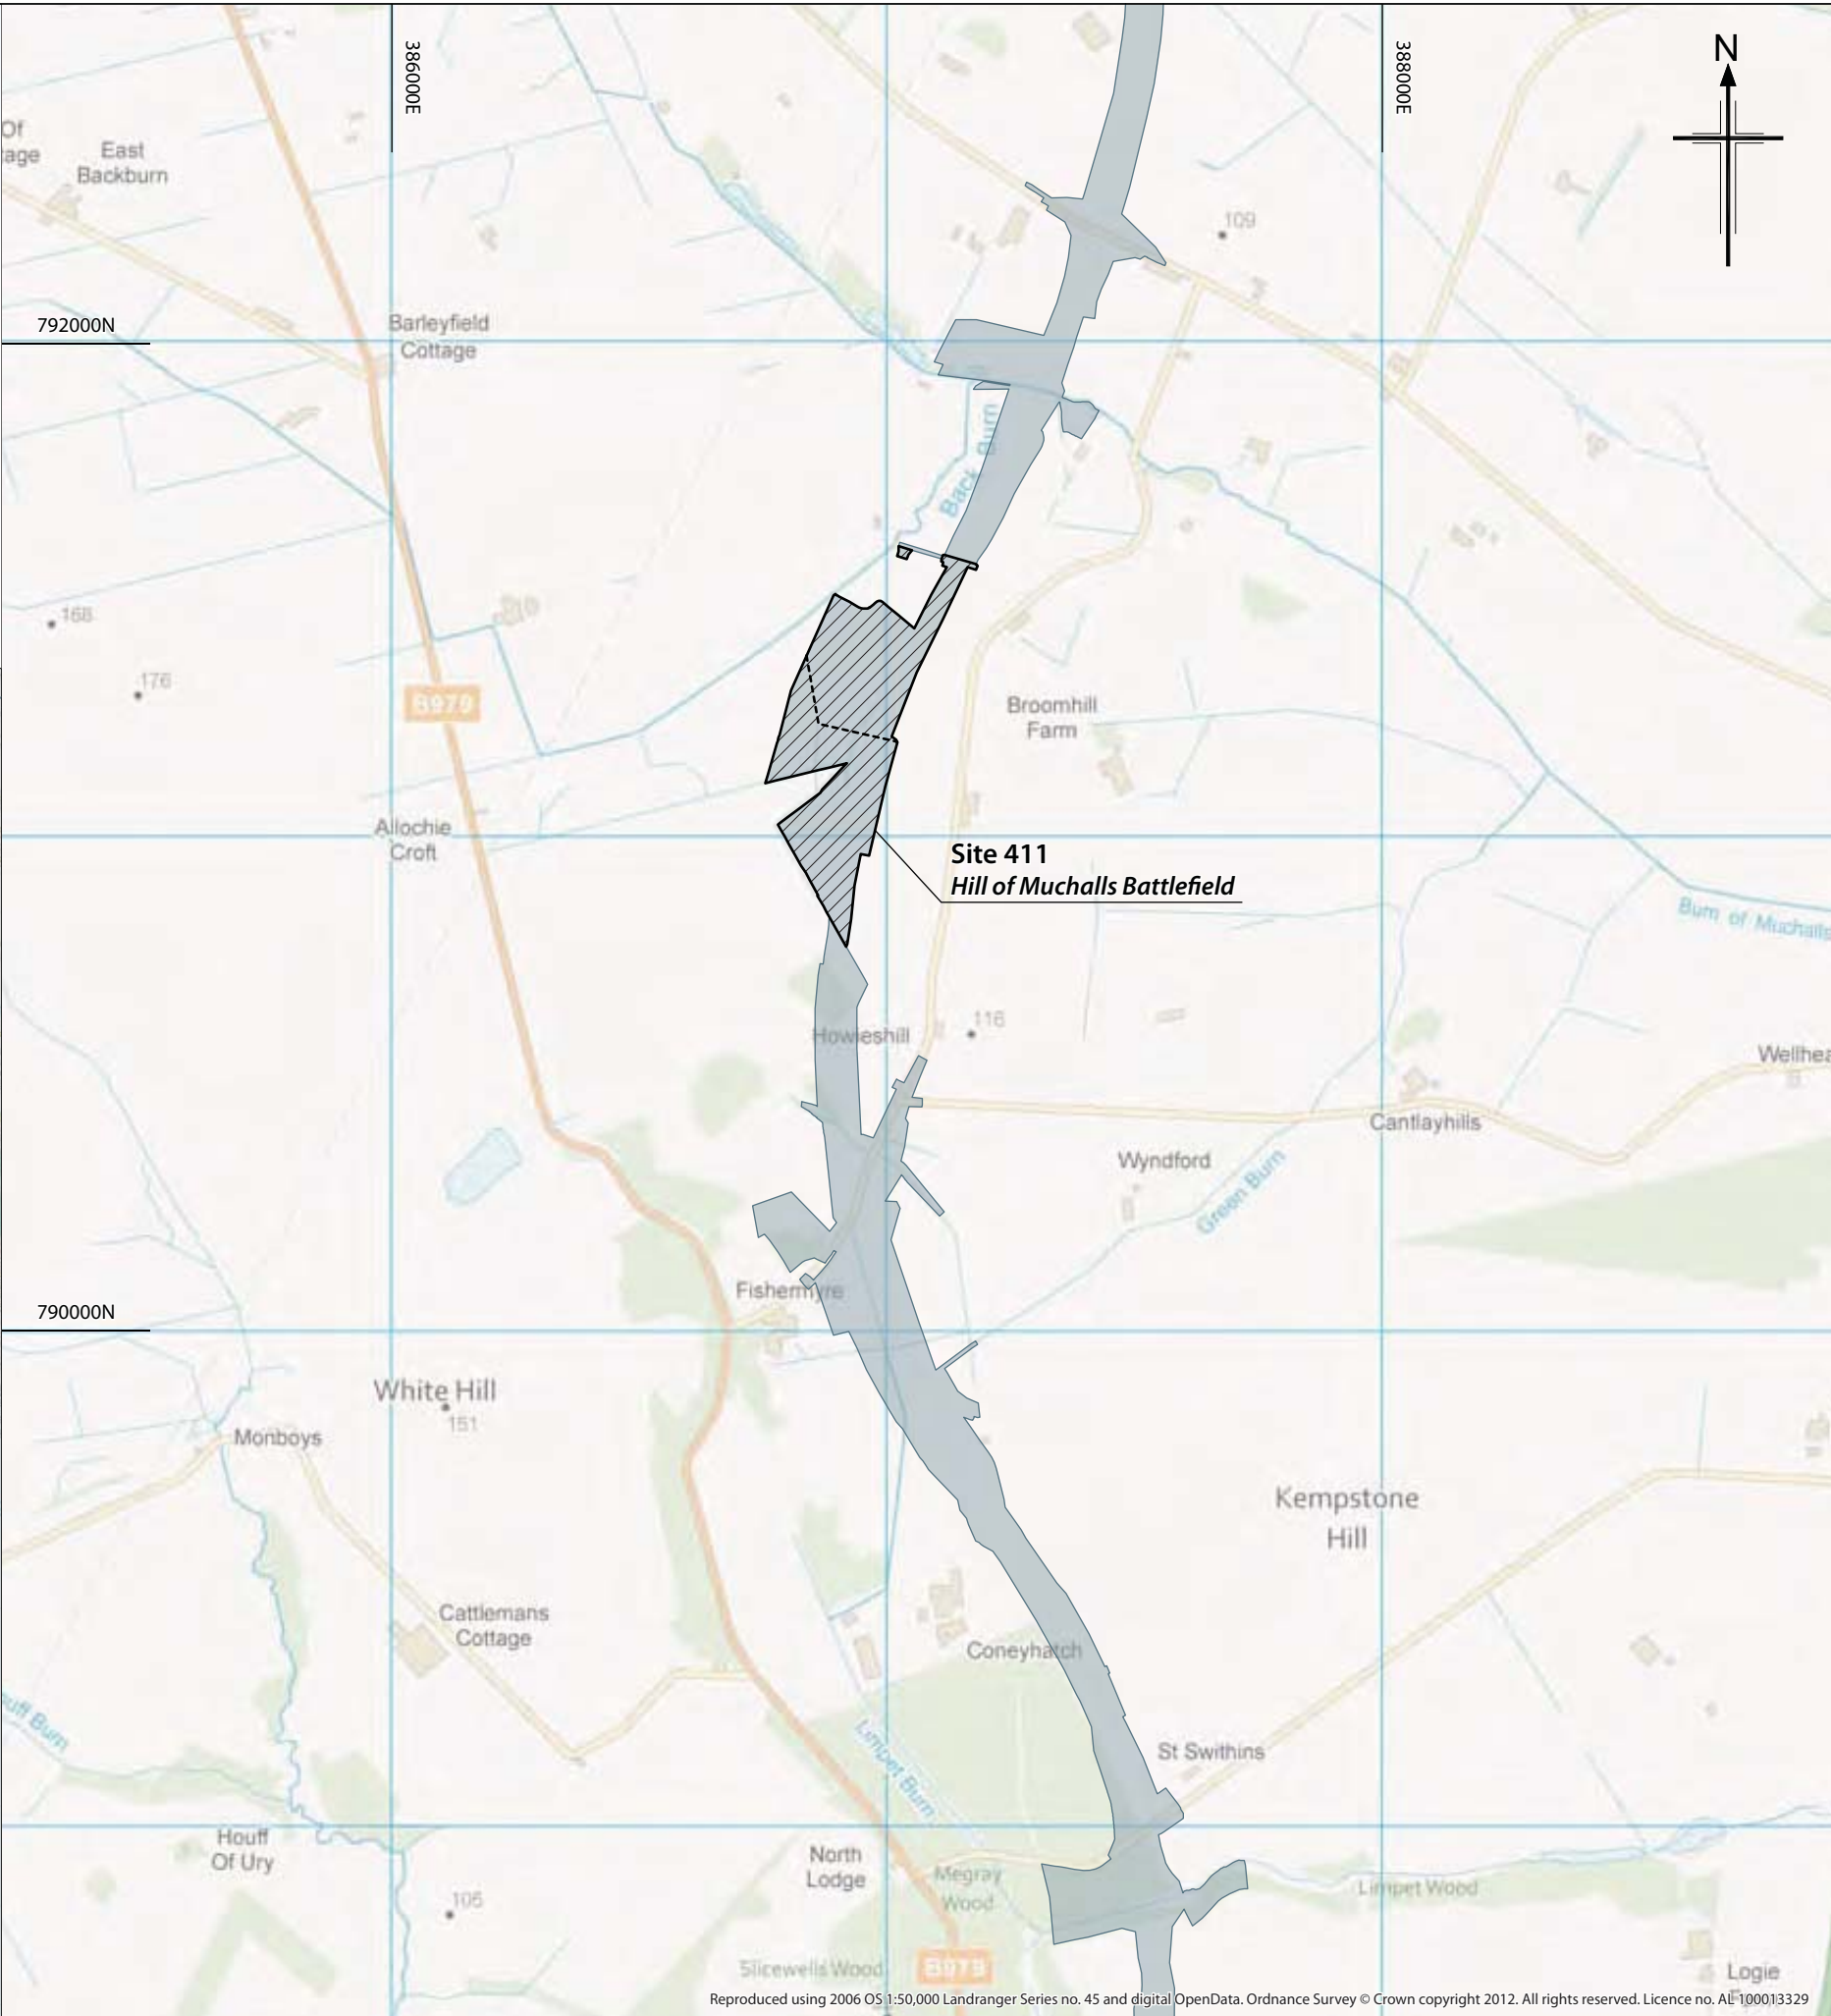 386000E
388000E
N
Of
tage
East
Backburn
109
792000N
Barleyfield
Cottage
Back Burn
168
176
B979
Broomhill
Farm
Allochie
Croft
Site 411
Hill of Muchalls Battlefield
Burn of Muchalls
116
Howieshill
Wellhea
Cantlayhills
Wyndford
Green Burn
Fishermyre
790000N
White Hill
151
Monboys
Kempstone
Hill
Cattlemans
Cottage
Coneyhatch
Limpet Burn
uff Burn
St Swithins
Houff
Of Ury
North
Lodge
Megray
Wood
Limpet Wood
105
Slicewells Wood
B979
Logie
Reproduced using 2006 OS 1:50,000 Landranger Series no. 45 and digital OpenData. Ordnance Survey © Crown copyright 2012. All rights reserved. Licence no. AL 100013329